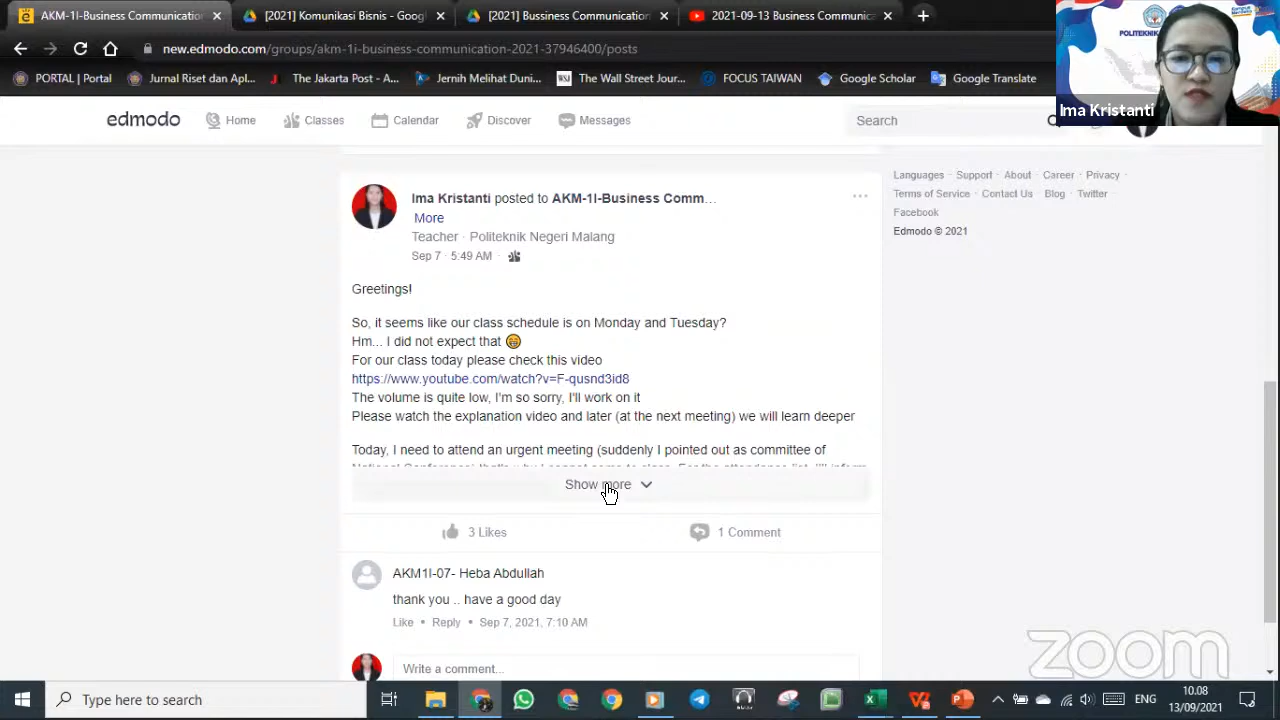 AKM-1I-Business Communication
[2021] Komunikasi Bisnis
[2021] Business Communication
2021-09-13 Business Communic
new.edmodo.com/groups/akm-1i-business-communication-2021-37946400/posts
PORTAL | Portal
Jurnal Riset dan Apl...
The Jakarta Post - A...
Jernih Melihat Duni...
The Wall Street Jour...
FOCUS TAIWAN
Google Scholar
Google Translate
Ima Kristanti
edmodo
Home
Classes
Calendar
Discover
Messages
Search
Languages · Support · About · Career · Privacy ·
Terms of Service · Contact Us · Blog · Twitter ·
Facebook
Edmodo © 2021
Ima Kristanti posted to AKM-1I-Business Comm…
More
Teacher · Politeknik Negeri Malang
Sep 7 · 5:49 AM ·
Greetings!
So, it seems like our class schedule is on Monday and Tuesday?
Hm... I did not expect that 😁
For our class today please check this video
https://www.youtube.com/watch?v=F-qusnd3id8
The volume is quite low, I'm so sorry, I'll work on it
Please watch the explanation video and later (at the next meeting) we will learn deeper
Today, I need to attend an urgent meeting (suddenly I pointed out as committee of
Show more
3 Likes
1 Comment
AKM1I-07- Heba Abdullah
thank you .. have a good day
Like • Reply • Sep 7, 2021, 7:10 AM
Write a comment...
zoom
Type here to search
ENG
10.08
13/09/2021